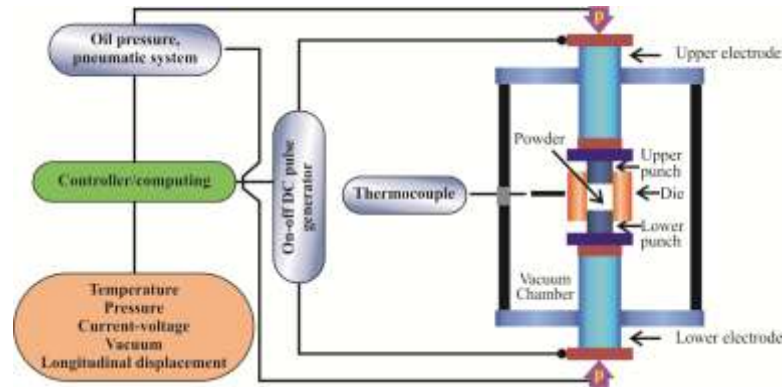 p
Oil pressure,
pneumatic system
Upper electrode
Powder
Upper
punch
Controller/computing
On-off DC pulse
generator
Thermocouple
Die
Lower
punch
Temperature
Pressure
Current-voltage
Vacuum
Longitudinal displacement
Vacuum
Chamber
Lower electrode
p